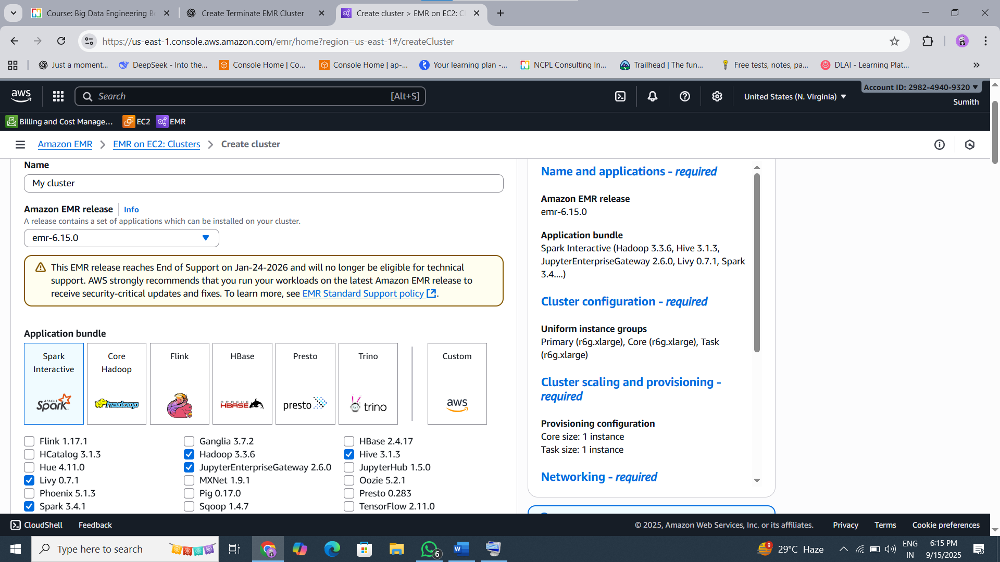 Course: Big Data Engineering B
Create Terminate EMR Cluster
Create cluster > EMR on EC2: C
https://us-east-1.console.aws.amazon.com/emr/home?region=us-east-1#/createCluster
Just a moment...
DeepSeek - Into the...
Console Home | Co...
Console Home | ap-...
Your learning plan -...
NCPL Consulting In...
Trailhead | The fun...
Free tests, notes, pa...
DLAI - Learning Plat...
aws
Search
[Alt+S]
United States (N. Virginia)
Account ID: 2982-4940-9320
Sumith
Billing and Cost Manage...
EC2
EMR
Amazon EMR
EMR on EC2: Clusters
Create cluster
Name
My cluster
Amazon EMR release
Info
A release contains a set of applications which can be installed on your cluster.
emr-6.15.0
This EMR release reaches End of Support on Jan-24-2026 and will no longer be eligible for technical
support. AWS strongly recommends that you run your workloads on the latest Amazon EMR release to
receive security-critical updates and fixes. To learn more, see EMR Standard Support policy.
Application bundle
Spark
Interactive
APACHE
Spark
Core
Hadoop
hadoop
Flink
HBase
APACHE
HBASE
Presto
presto
Trino
trino
Custom
aws
Flink 1.17.1
Ganglia 3.7.2
HBase 2.4.17
HCatalog 3.1.3
Hadoop 3.3.6
Hive 3.1.3
Hue 4.11.0
JupyterEnterpriseGateway 2.6.0
JupyterHub 1.5.0
Livy 0.7.1
MXNet 1.9.1
Oozie 5.2.1
Phoenix 5.1.3
Pig 0.17.0
Presto 0.283
Spark 3.4.1
Sqoop 1.4.7
TensorFlow 2.11.0
Name and applications - required
Amazon EMR release
emr-6.15.0
Application bundle
Spark Interactive (Hadoop 3.3.6, Hive 3.1.3,
JupyterEnterpriseGateway 2.6.0, Livy 0.7.1, Spark
3.4....)
Cluster configuration - required
Uniform instance groups
Primary (r6g.xlarge), Core (r6g.xlarge), Task
(r6g.xlarge)
Cluster scaling and provisioning -
required
Provisioning configuration
Core size: 1 instance
Task size: 1 instance
Networking - required
CloudShell
Feedback
© 2025, Amazon Web Services, Inc. or its affiliates.
Privacy
Terms
Cookie preferences
Type here to search
6
W
9
29°C Haze
ENG
IN
6:15 PM
9/15/2025